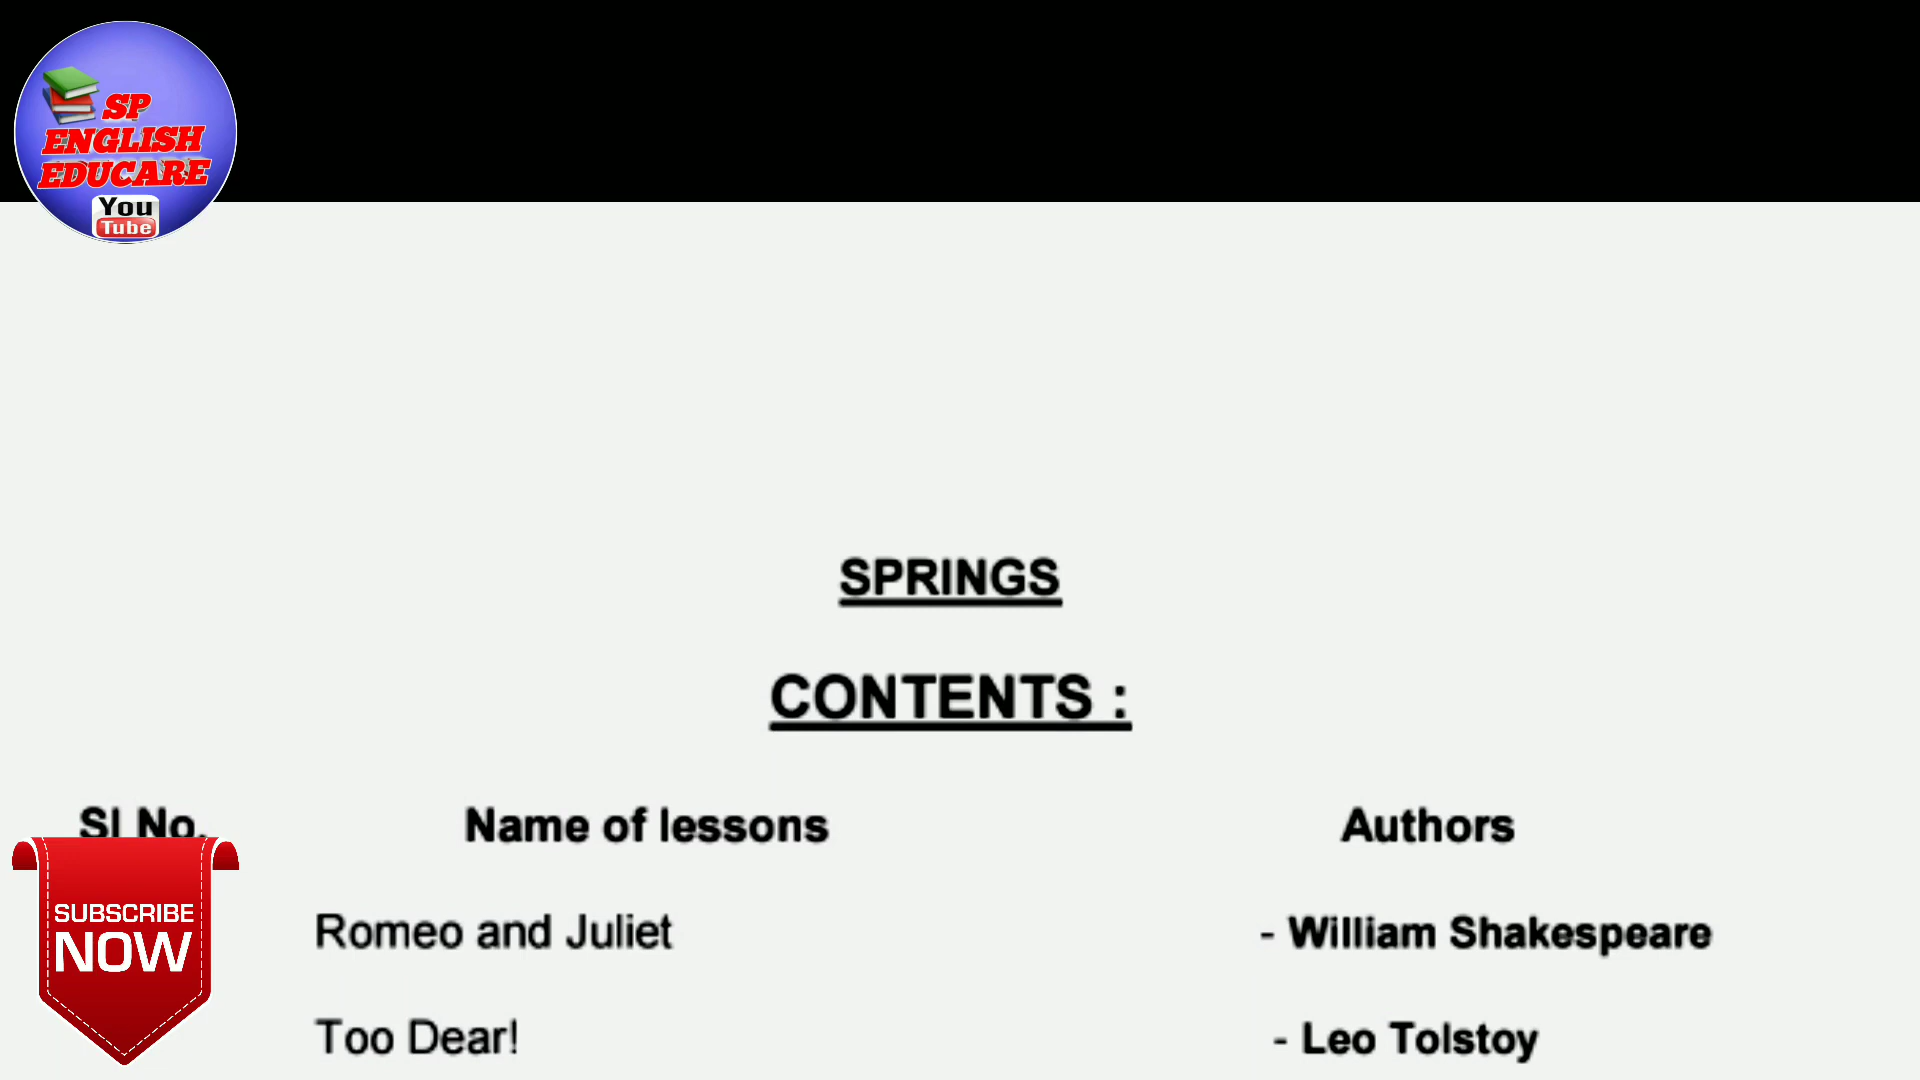 SP
ENGLISH
EDUCARE
You
Tube
SPRINGS
CONTENTS :
Sl No. Name of lessons Authors
Romeo and Juliet - William Shakespeare
Too Dear! - Leo Tolstoy
SUBSCRIBE
NOW